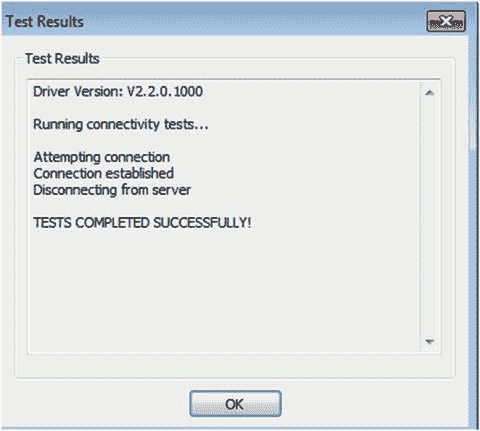 Test Results
Test Results
Driver Version: V2.2.0.1000
Running connectivity tests...
Attempting connection
Connection established
Disconnecting from server
TESTS COMPLETED SUCCESSFULLY!
OK